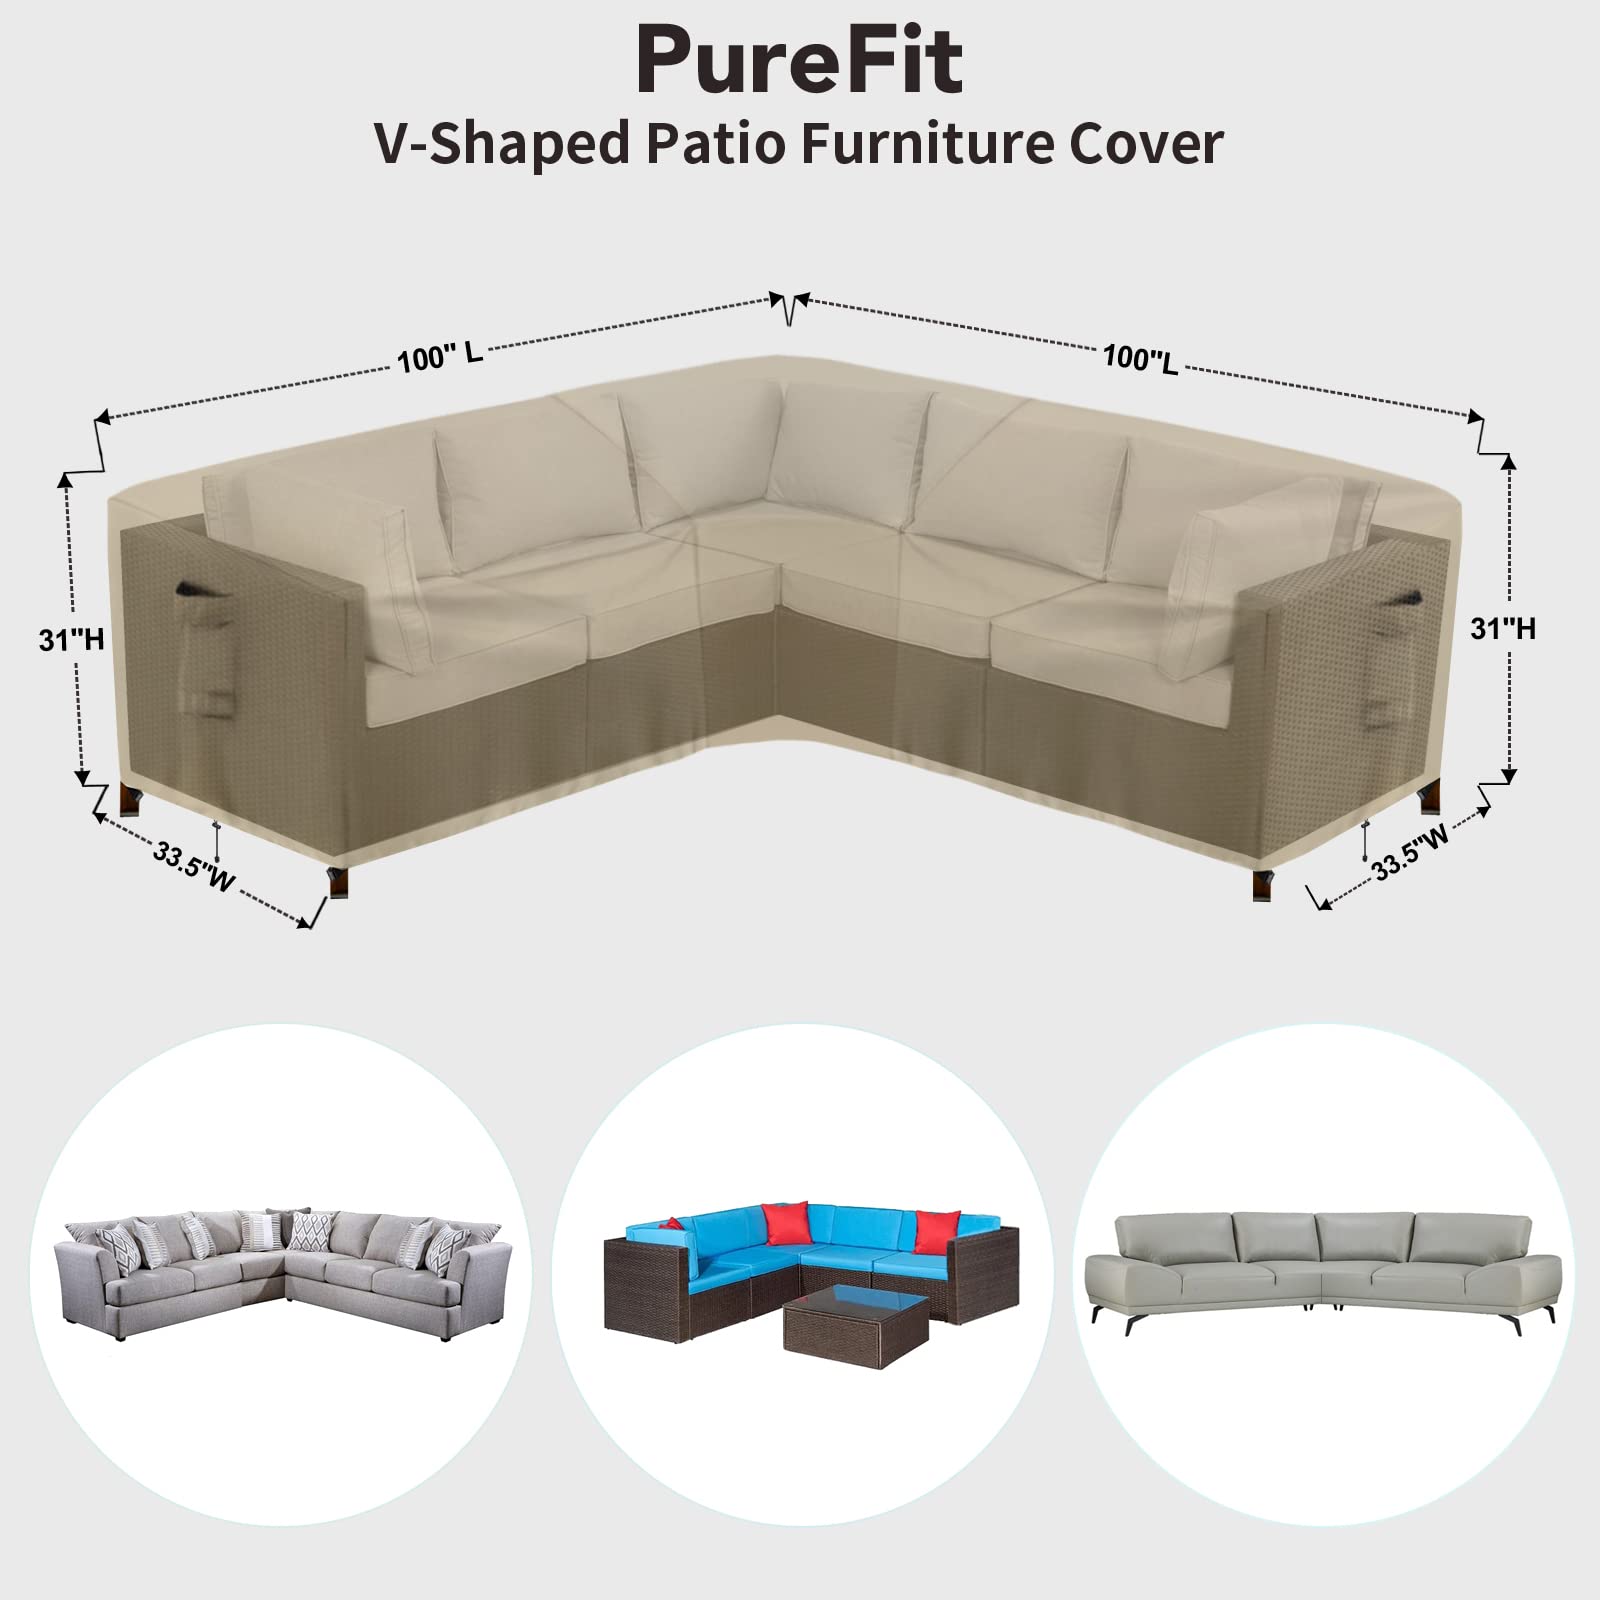 PureFit
V-Shaped Patio Furniture Cover
100" L
100"L
31"H
31"H
33.5"W
33.5"W